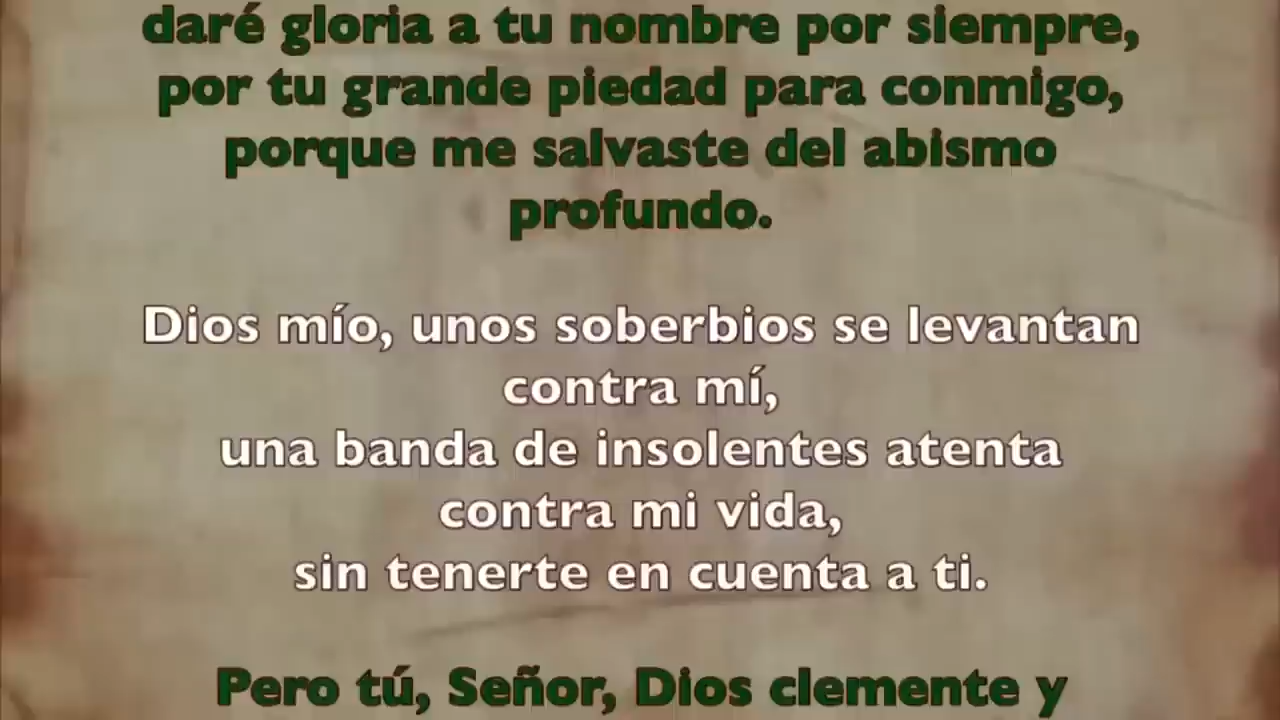 daré gloria a tu nombre por siempre,
por tu grande piedad para conmigo,
porque me salvaste del abismo
profundo.
Dios mío, unos soberbios se levantan
contra mí,
una banda de insolentes atenta
contra mi vida,
sin tenerte en cuenta a ti.
Pero tú, Señor, Dios clemente y